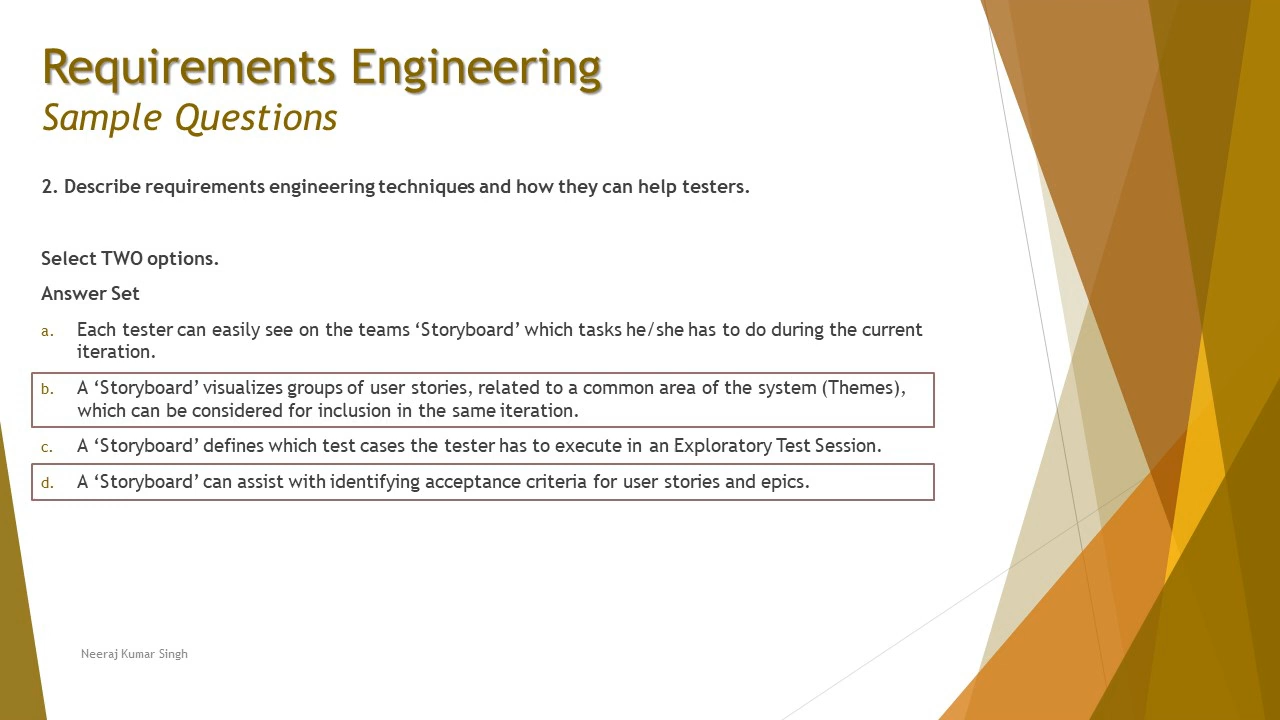 Requirements Engineering
Sample Questions
2. Describe requirements engineering techniques and how they can help testers.
Select TWO options.
Answer Set
a. Each tester can easily see on the teams ‘Storyboard’ which tasks he/she has to do during the current
iteration.
b. A ‘Storyboard’ visualizes groups of user stories, related to a common area of the system (Themes),
which can be considered for inclusion in the same iteration.
c. A ‘Storyboard’ defines which test cases the tester has to execute in an Exploratory Test Session.
d. A ‘Storyboard’ can assist with identifying acceptance criteria for user stories and epics.
Neeraj Kumar Singh